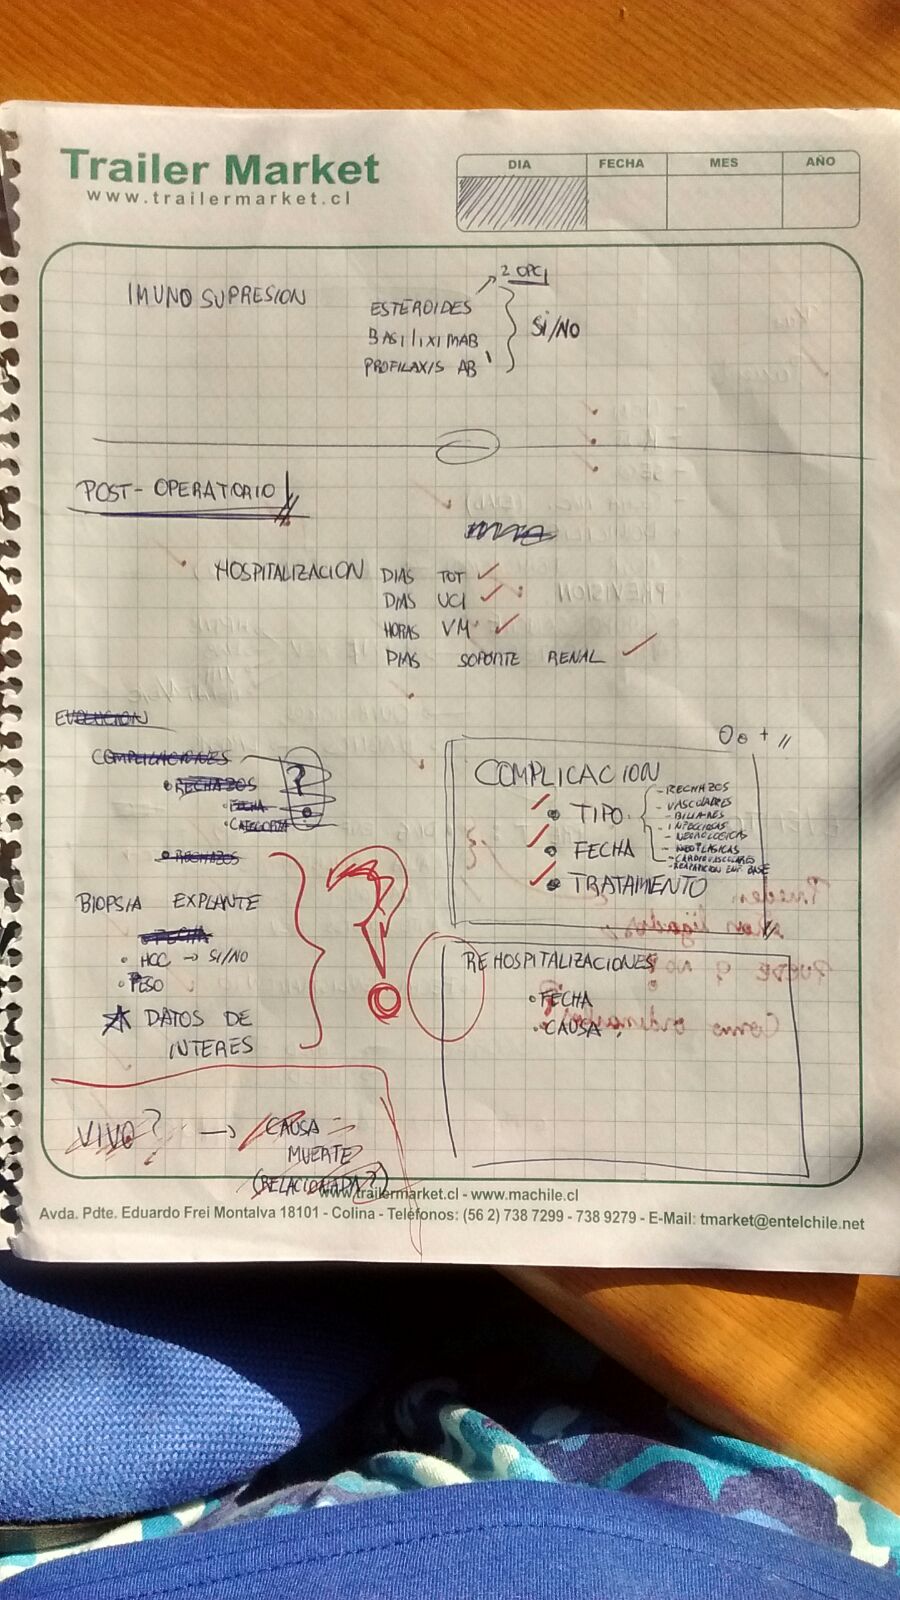 Trailer Market
www.trailermarket.cl
DIA FECHA MES AÑO
2 OPC
IMUNO SUPRESION
ESTEROIDES
BASILIXIMAB
PROFILAXIS AB
SI/NO
POST-OPERATORIO
HOSPITALIZACION
DIAS TOT
DIAS UCI
HORAS VM
DIAS SOPORTE RENAL
EVOLUCION
COMPLICACIONES
?
• RECHAZOS
• FECHA
• CATEGORIA
• RECHAZOS
BIOPSIA EXPLANTE
FECHA
• HCC → SI/NO
• PESO
DATOS DE
INTERES
?
COMPLICACION
• TIPO
- RECHAZOS
- VASCULARES
- BILIARES
- INFECCIOSAS
- NEUROLOGICAS
- NEOPLASICAS
- CARDIOVASCULARES
- REAPARICION ENF. BASE
• FECHA
• TRATAMIENTO
REHOSPITALIZACIONES
• FECHA
• CAUSA
VIVO? → CAUSA
MUERTE
(RELACIONADA?)
www.trailermarket.cl - www.machile.cl
Avda. Pdte. Eduardo Frei Montalva 18101 - Colina - Teléfonos: (56 2) 738 7299 - 738 9279 - E-Mail: tmarket@entelchile.net